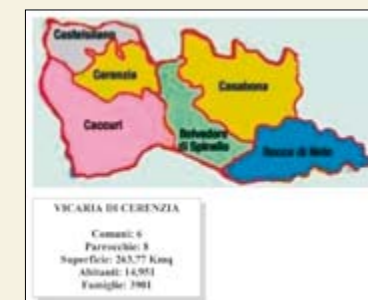 Castelsilano
Cerenzia
Casabona
Caccuri
Belvedere
di Spinello
Rocca di Neto
VICARIA DI CERENZIA
Comuni: 6
Parrocchie: 8
Superficie: 263,77 Kmq
Abitanti: 14,951
Famiglie: 3901